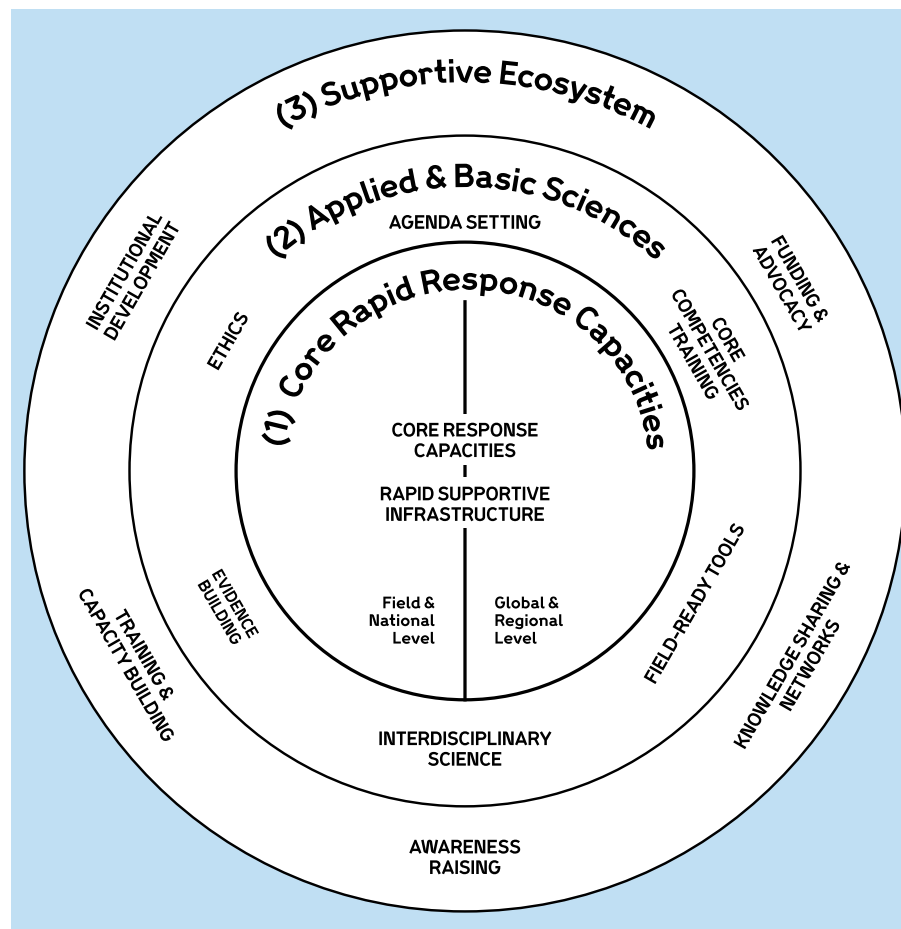 (3) Supportive Ecosystem
INSTITUTIONAL
DEVELOPMENT
FUNDING &
ADVOCACY
TRAINING &
CAPACITY BUILDING
KNOWLEDGE SHARING &
NETWORKS
AWARENESS
RAISING
(2) Applied & Basic Sciences
AGENDA SETTING
ETHICS
CORE
COMPETENCIES
TRAINING
EVIDENCE
BUILDING
FIELD-READY TOOLS
INTERDISCIPLINARY
SCIENCE
(1) Core Rapid Response Capacities
CORE RESPONSE
CAPACITIES
RAPID SUPPORTIVE
INFRASTRUCTURE
Field &
National
Level
Global &
Regional
Level